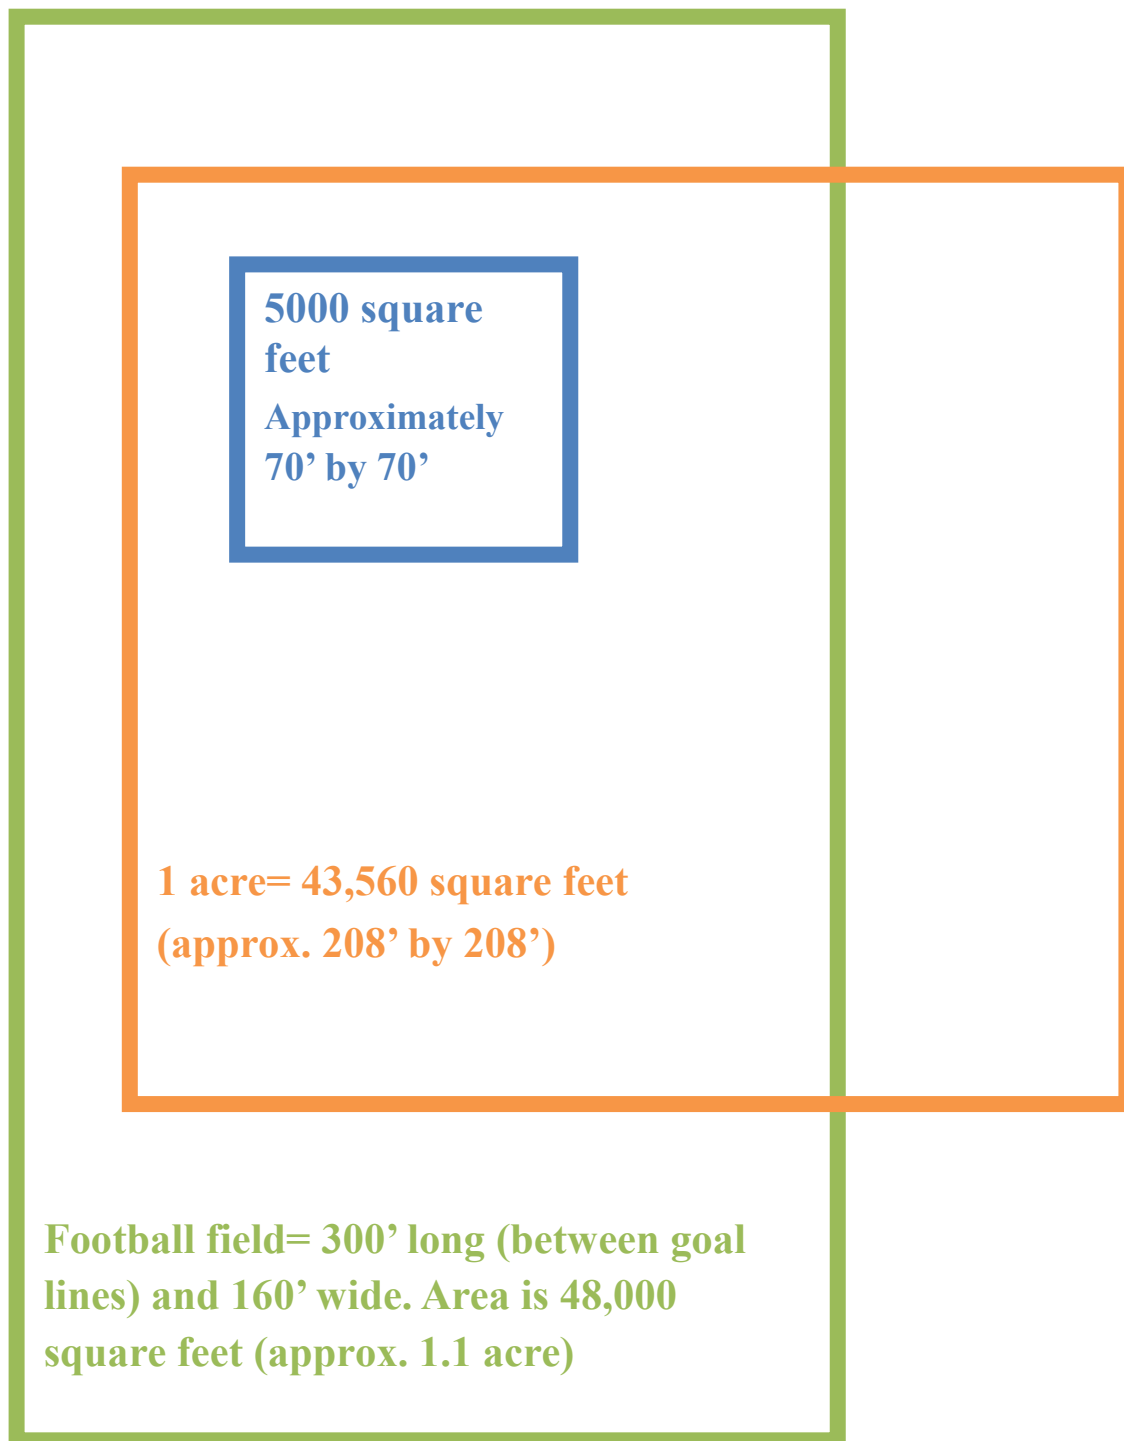 5000 square
feet
Approximately
70’ by 70’
1 acre= 43,560 square feet
(approx. 208’ by 208’)
Football field= 300’ long (between goal
lines) and 160’ wide. Area is 48,000
square feet (approx. 1.1 acre)